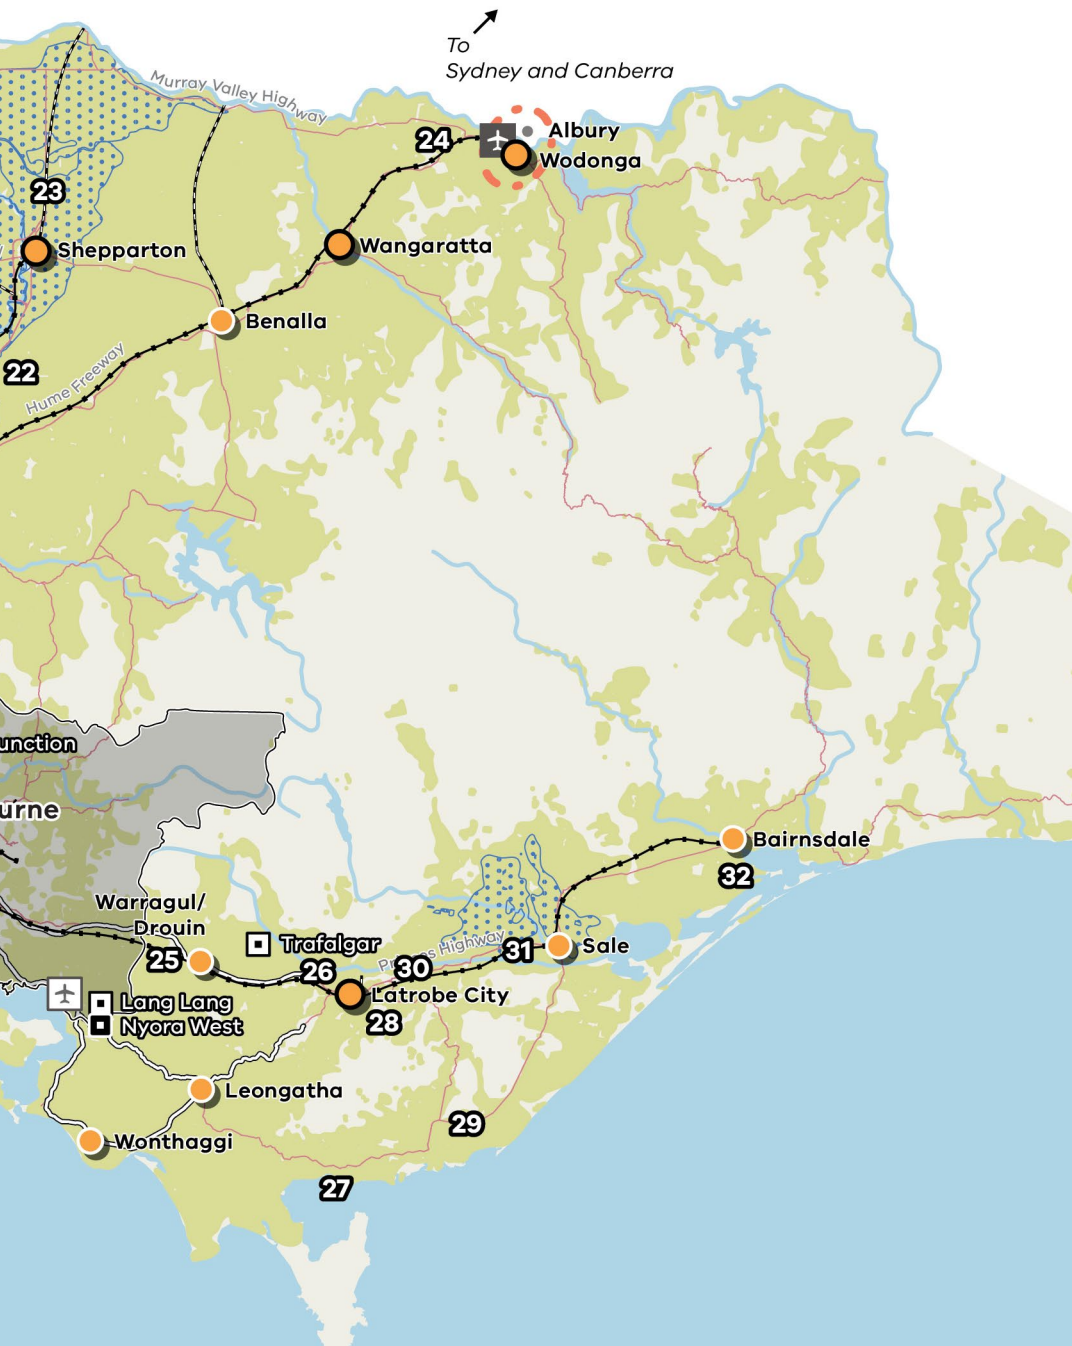 To
Sydney and Canberra
Murray Valley Highway
24
Albury
Wodonga
23
Shepparton
Wangaratta
Benalla
22
Hume Freeway
unction
urne
Bairnsdale
32
Warragul/
Drouin
25
Trafalgar
26
Princes Highway
30
31
Sale
Latrobe City
28
Lang Lang
Nyora West
Leongatha
29
Wonthaggi
27